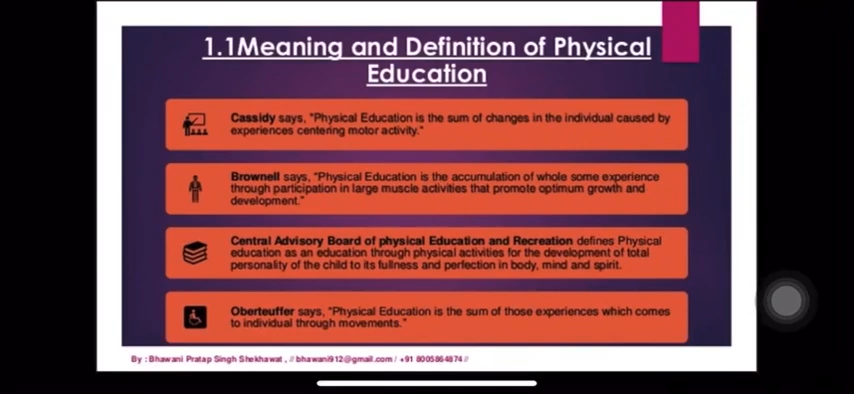 1.1Meaning and Definition of Physical
Education
Cassidy says, "Physical Education is the sum of changes in the individual caused by
experiences centering motor activity."
Brownell says, "Physical Education is the accumulation of whole some experience
through participation in large muscle activities that promote optimum growth and
development."
Central Advisory Board of physical Education and Recreation defines Physical
education as an education through physical activities for the development of total
personality of the child to its fullness and perfection in body, mind and spirit.
Oberteuffer says, "Physical Education is the sum of those experiences which comes
to individual through movements."
By : Bhawani Pratap Singh Shekhawat , // bhawani912@gmail.com / +91 8005864874 //